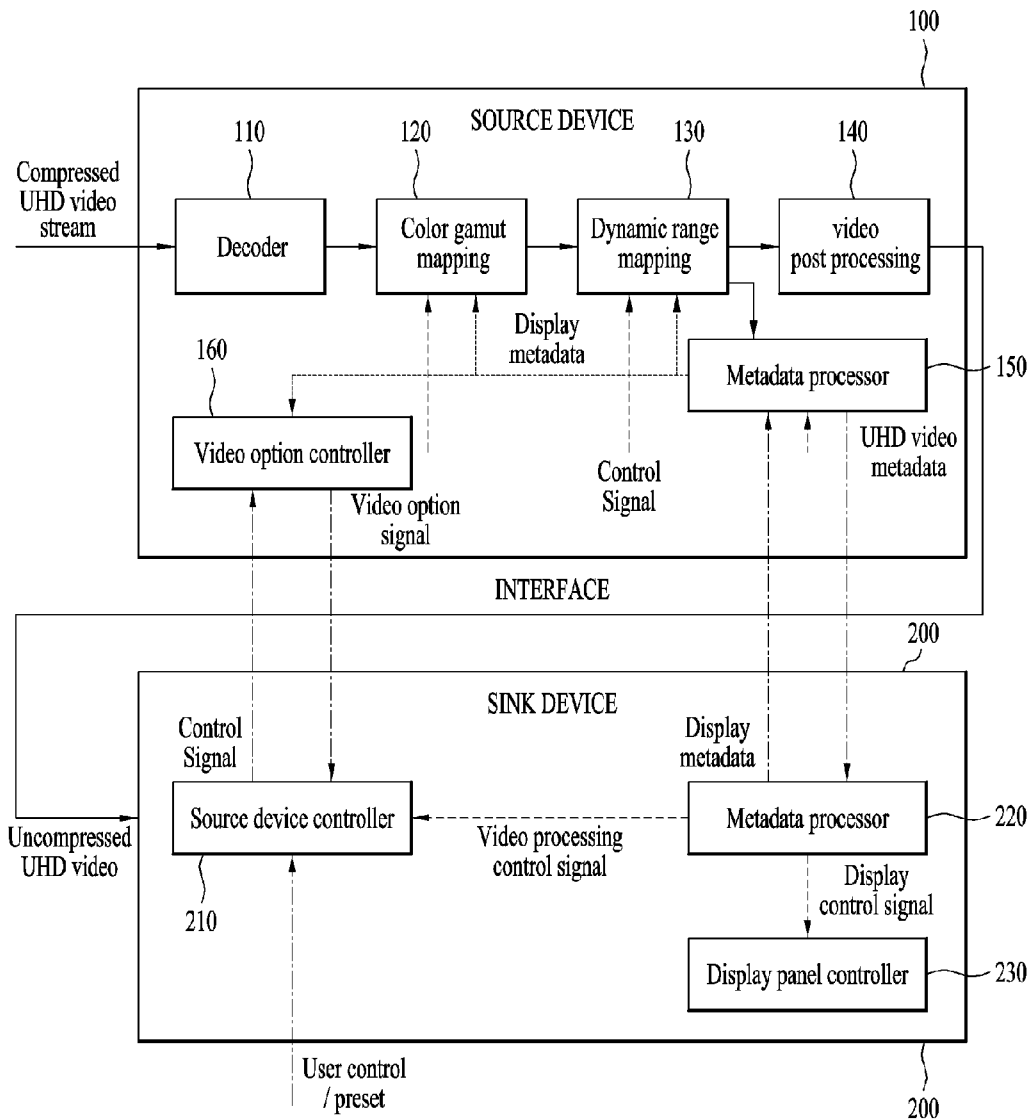 100
SOURCE DEVICE
110
120
130
140
Compressed
UHD video
stream
Decoder
Color gamut
mapping
Dynamic range
mapping
video
post processing
Display
metadata
160
Metadata processor
150
Video option controller
UHD video
metadata
Control
Signal
Video option
signal
INTERFACE
200
SINK DEVICE
Control
Signal
Display
metadata
Source device controller
Metadata processor
220
Uncompressed
UHD video
Video processing
control signal
210
Display
control signal
Display panel controller
230
User control
/ preset
200